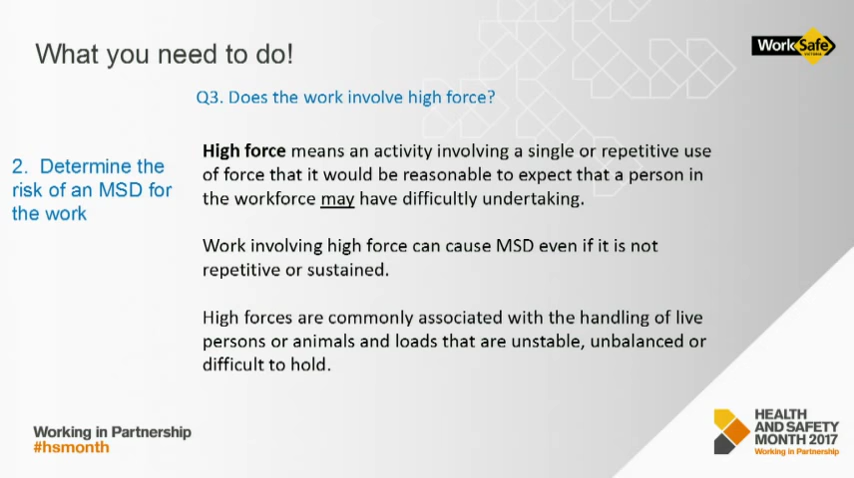 What you need to do!
WorkSafe
VICTORIA
Q3. Does the work involve high force?
2. Determine the
risk of an MSD for
the work
High force means an activity involving a single or repetitive use
of force that it would be reasonable to expect that a person in
the workforce may have difficultly undertaking.
Work involving high force can cause MSD even if it is not
repetitive or sustained.
High forces are commonly associated with the handling of live
persons or animals and loads that are unstable, unbalanced or
difficult to hold.
Working in Partnership
#hsmonth
HEALTH
AND SAFETY
MONTH 2017
Working in Partnership